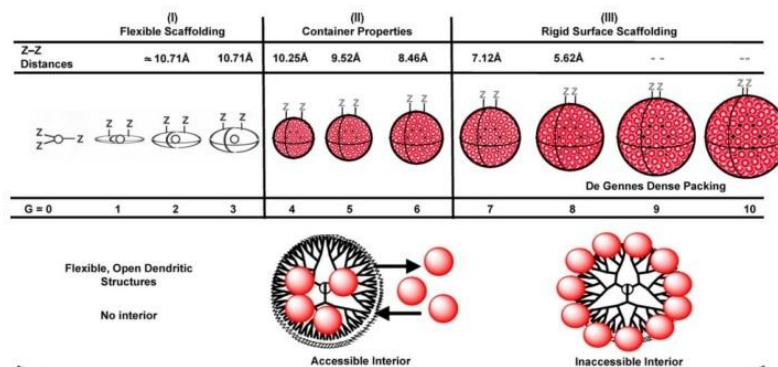 (I) (II) (III)
Flexible Scaffolding Container Properties Rigid Surface Scaffolding
Z–Z
Distances ≈ 10.71Å 10.71Å 10.25Å 9.52Å 8.46Å 7.12Å 5.62Å - - --
Z Z Z Z Z Z Z Z Z Z Z Z Z Z Z Z Z Z Z Z Z Z Z
De Gennes Dense Packing
G = 0 1 2 3 4 5 6 7 8 9 10
Flexible, Open Dendritic
Structures
No interior
Accessible Interior Inaccessible Interior